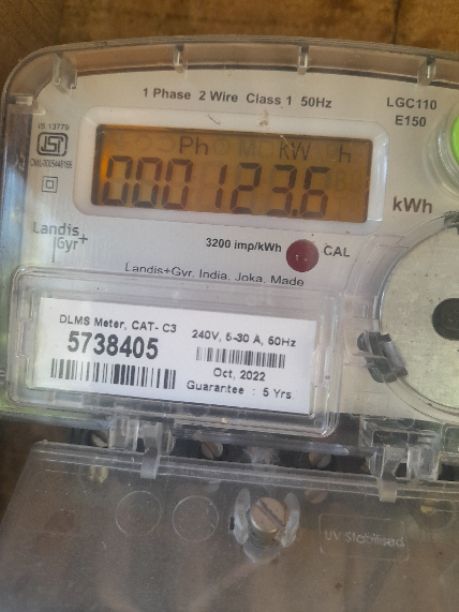 1 Phase 2 Wire Class 1 50Hz
LGC110
E150
IS 13779
ISI
Ph kW h
000123.6
kWh
Landis
Gyr+
3200 imp/kWh
CAL
Landis+Gyr, India, Joka, Made
DLMS Meter, CAT- C3
5738405
240V, 5-30 A, 50Hz
Oct, 2022
Guarantee : 5 Yrs
UV Stabilised